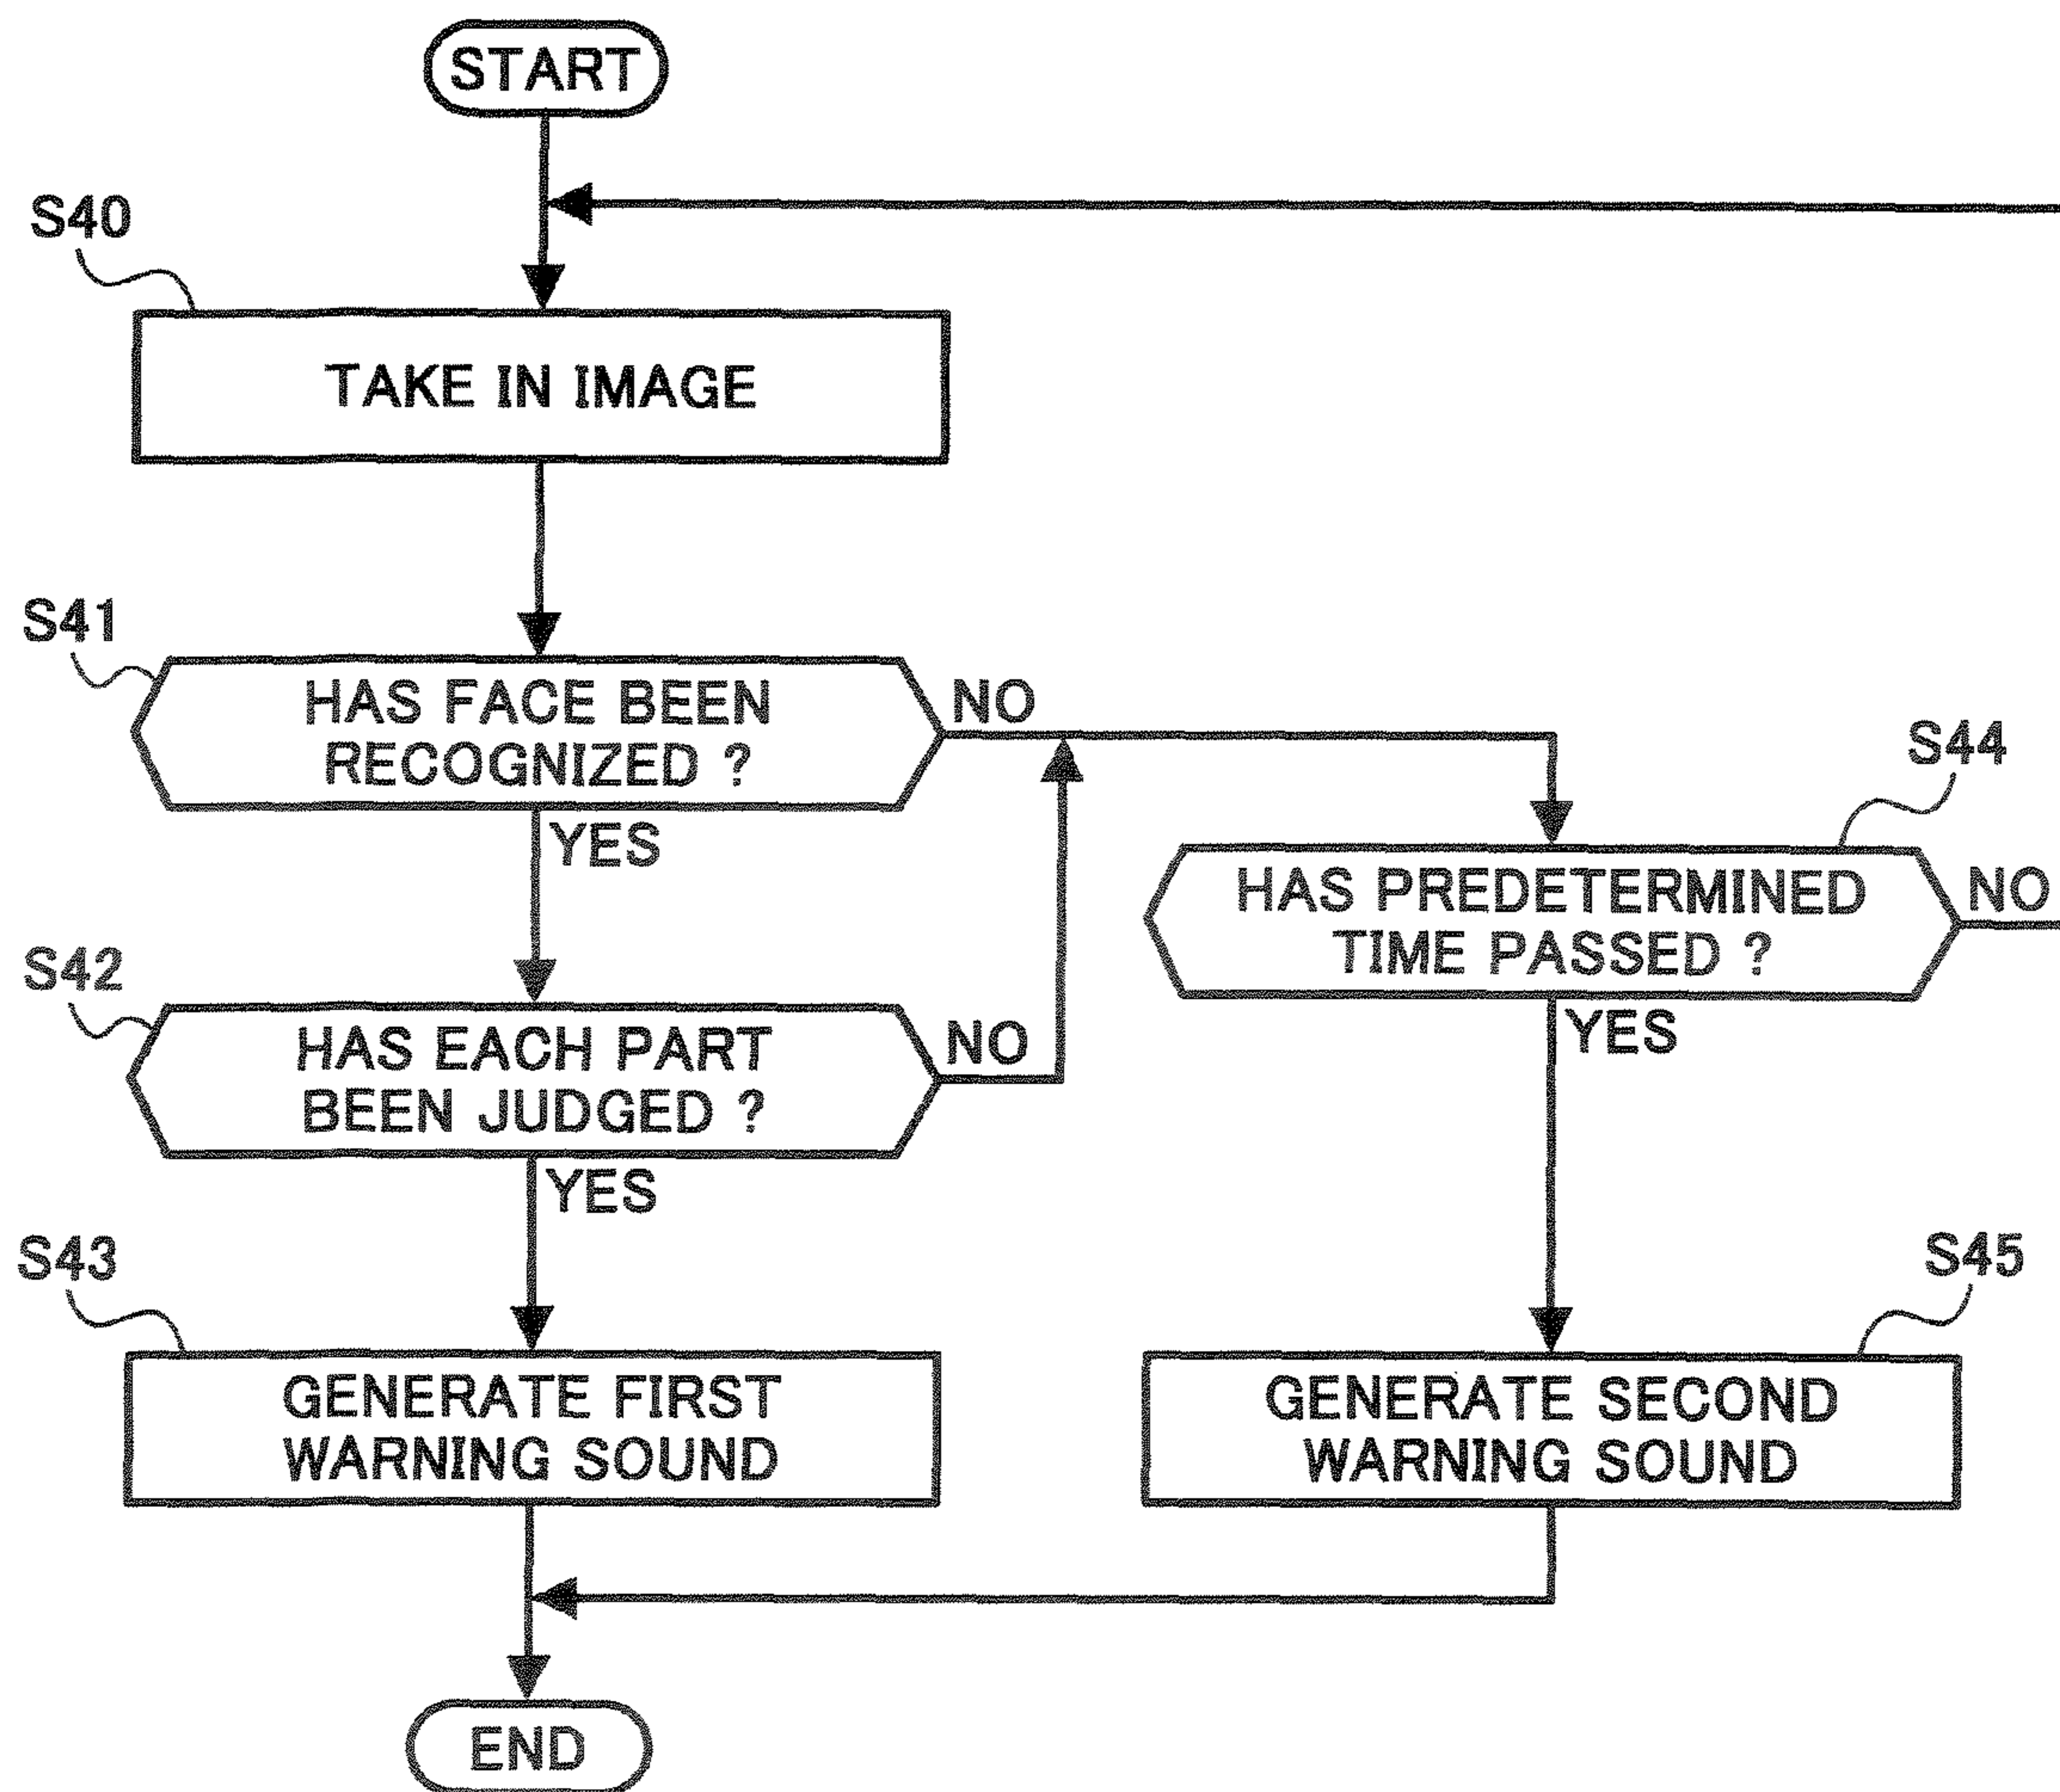 START
S40
TAKE IN IMAGE
S41
HAS FACE BEEN
RECOGNIZED ?
NO
YES
S44
HAS PREDETERMINED
TIME PASSED ?
NO
YES
S42
HAS EACH PART
BEEN JUDGED ?
NO
YES
S43
GENERATE FIRST
WARNING SOUND
S45
GENERATE SECOND
WARNING SOUND
END